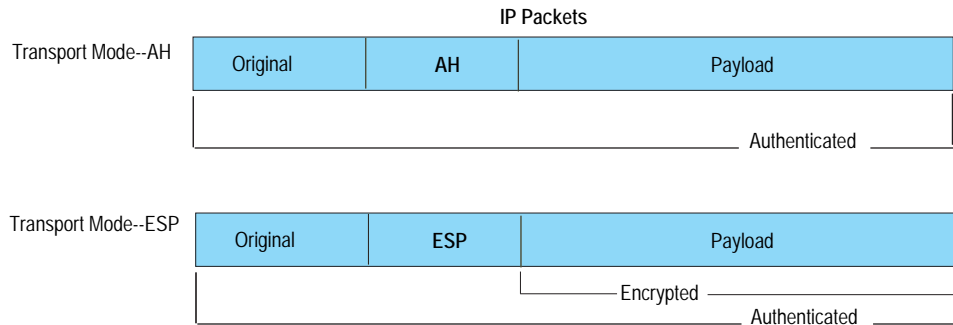 IP Packets
Transport Mode--AH
Original AH Payload
Authenticated
Transport Mode--ESP
Original ESP Payload
Encrypted
Authenticated